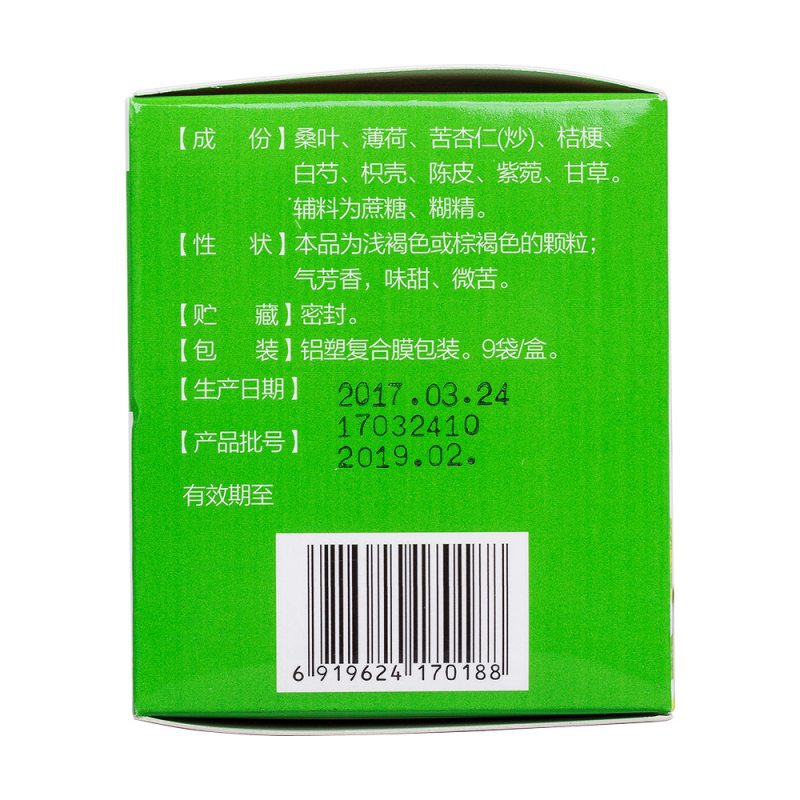 【成 份】桑叶、薄荷、苦杏仁(炒)、桔梗、
白芍、枳壳、陈皮、紫菀、甘草。
辅料为蔗糖、糊精。
【性 状】本品为浅褐色或棕褐色的颗粒；
气芳香，味甜、微苦。
【贮 藏】密封。
【包 装】铝塑复合膜包装。9袋/盒。
【生产日期】 2017.03.24
【产品批号】 17032410
2019.02.
有效期至
6 919624 170188